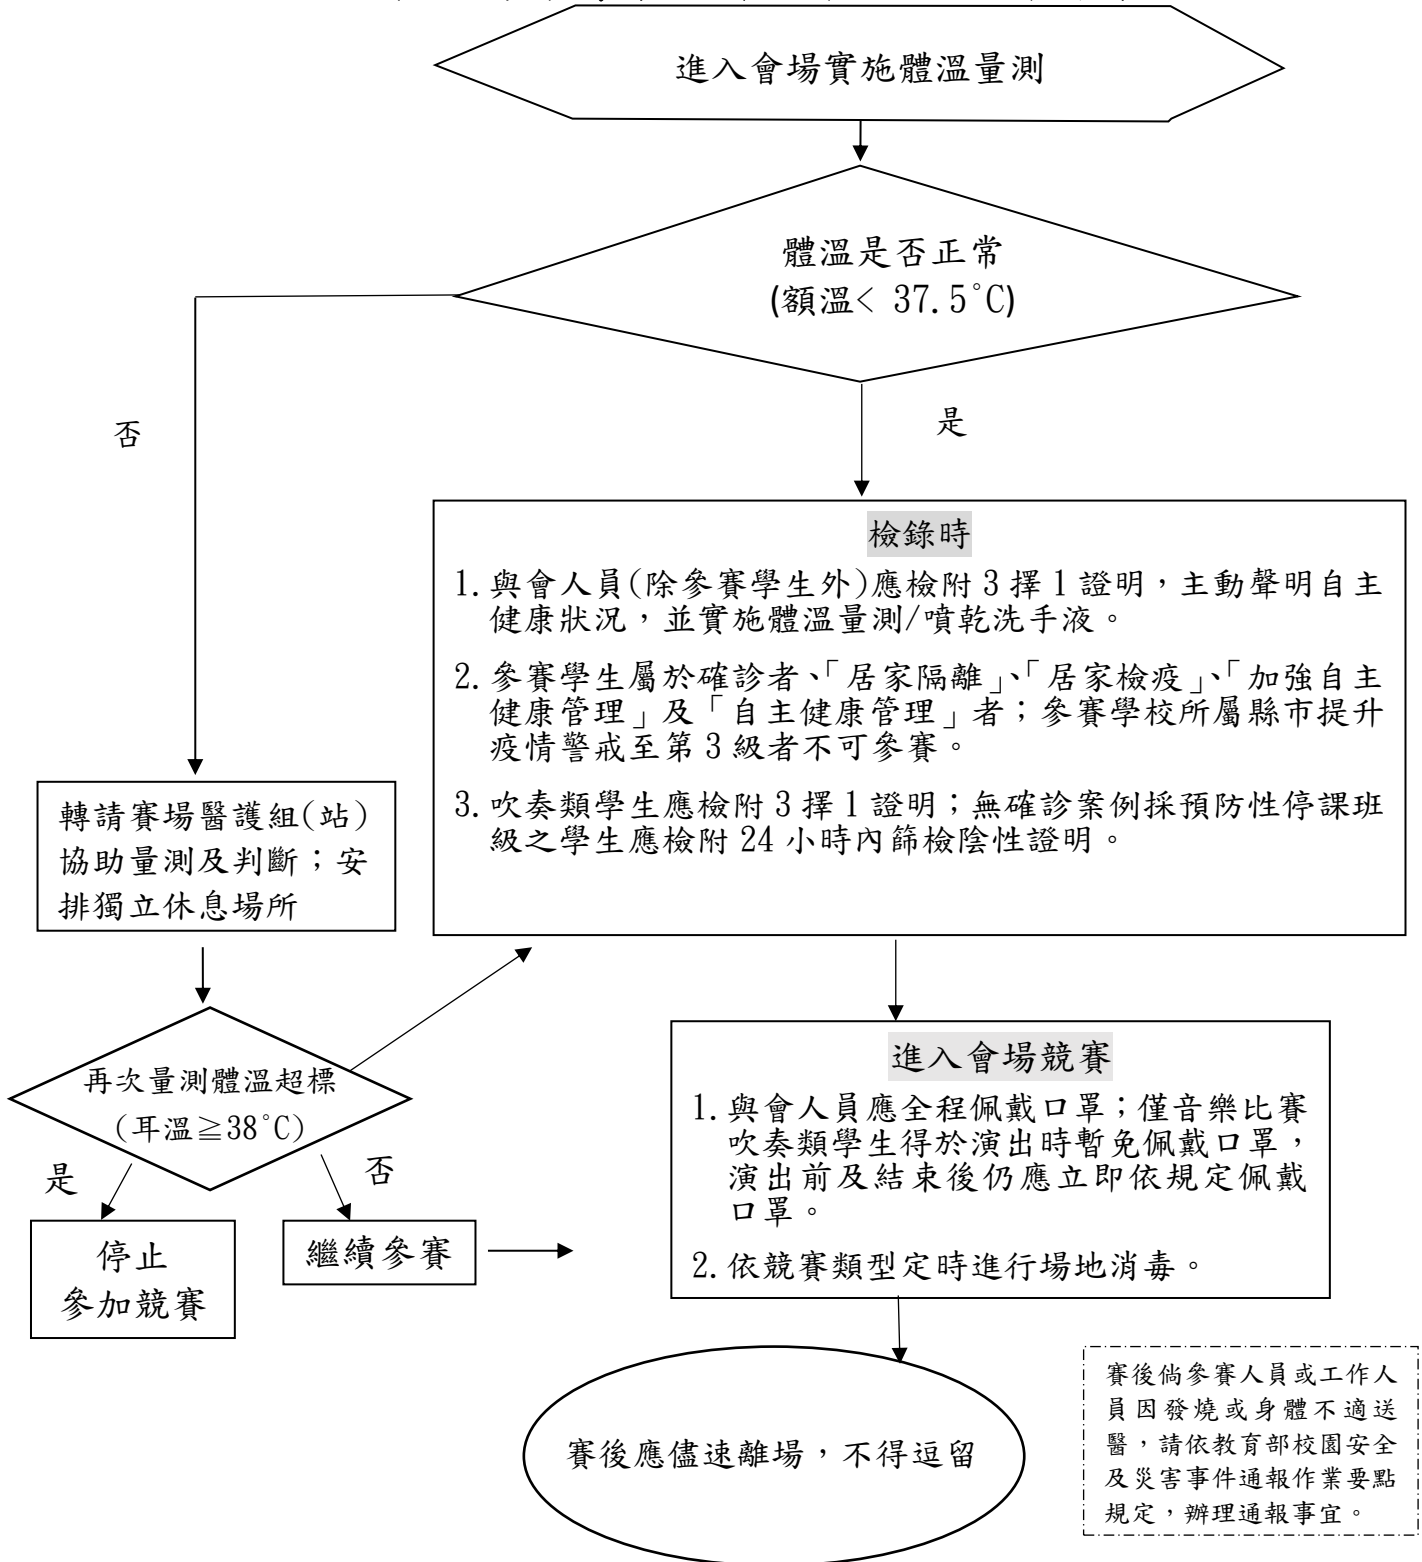 進入會場實施體溫量測
體溫是否正常
(額溫< 37.5°C)
否
是
檢錄時
1.與會人員(除參賽學生外)應檢附 3 擇 1 證明，主動聲明自主
健康狀況，並實施體溫量測/噴乾洗手液。
2.參賽學生屬於確診者、「居家隔離」、「居家檢疫」、「加強自主
健康管理」及「自主健康管理」者；參賽學校所屬縣市提升
疫情警戒至第 3 級者不可參賽。
3.吹奏類學生應檢附 3 擇 1 證明；無確診案例採預防性停課班
級之學生應檢附 24 小時內篩檢陰性證明。
轉請賽場醫護組(站)
協助量測及判斷；安
排獨立休息場所
再次量測體溫超標
(耳溫≧38°C)
是
否
停止
參加競賽
繼續參賽
進入會場競賽
1.與會人員應全程佩戴口罩；僅音樂比賽
吹奏類學生得於演出時暫免佩戴口罩，
演出前及結束後仍應立即依規定佩戴
口罩。
2.依競賽類型定時進行場地消毒。
賽後應儘速離場，不得逗留
賽後倘參賽人員或工作人
員因發燒或身體不適送
醫，請依教育部校園安全
及災害事件通報作業要點
規定，辦理通報事宜。